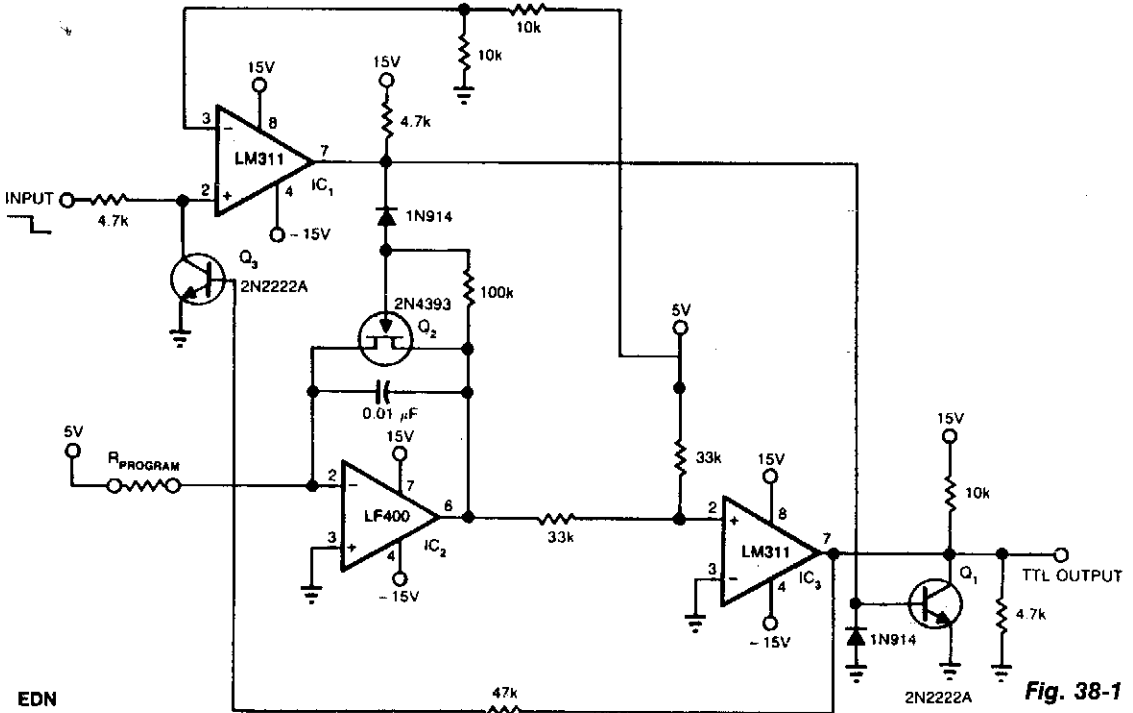 10k
10k
15V
15V
3
−
8
4.7k
LM311
7
INPUT
4.7k
2
+
4
IC1
−15V
1N914
Q3
2N2222A
100k
2N4393
Q2
5V
0.01 μF
5V
RPROGRAM
15V
33k
15V
15V
2
−
7
10k
LF400
6
2
+
8
3
+
4
IC2
33k
LM311
7
−15V
3
−
4
IC3
Q1
TTL OUTPUT
−15V
1N914
4.7k
EDN
47k
2N2222A
Fig. 38-1